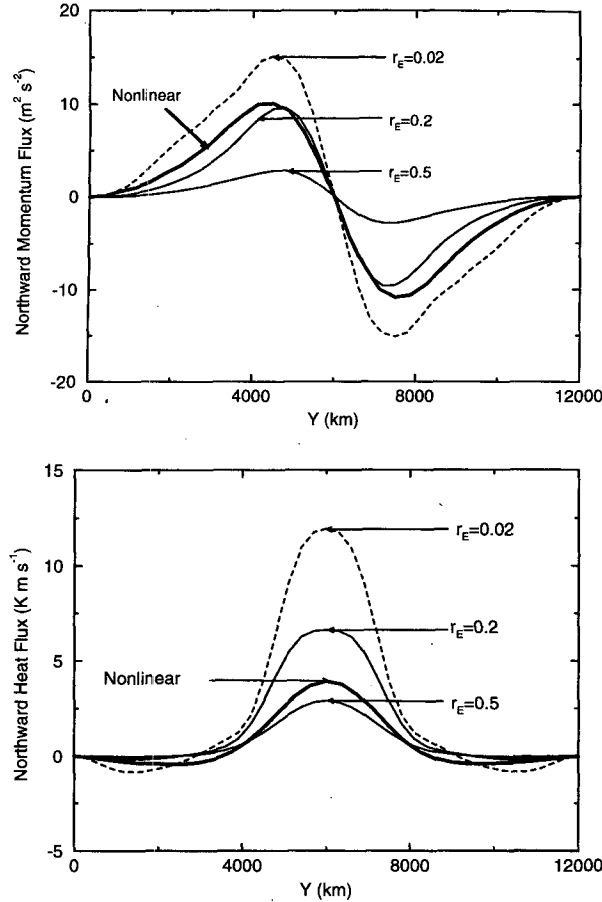 20
10
0
-10
-20
Northward Momentum Flux (m² s⁻²)
Nonlinear
r_E=0.02
r_E=0.2
r_E=0.5
0
4000
8000
12000
Y (km)
15
10
5
0
-5
Northward Heat Flux (K m s⁻¹)
r_E=0.02
r_E=0.2
Nonlinear
r_E=0.5
0
4000
8000
12000
Y (km)